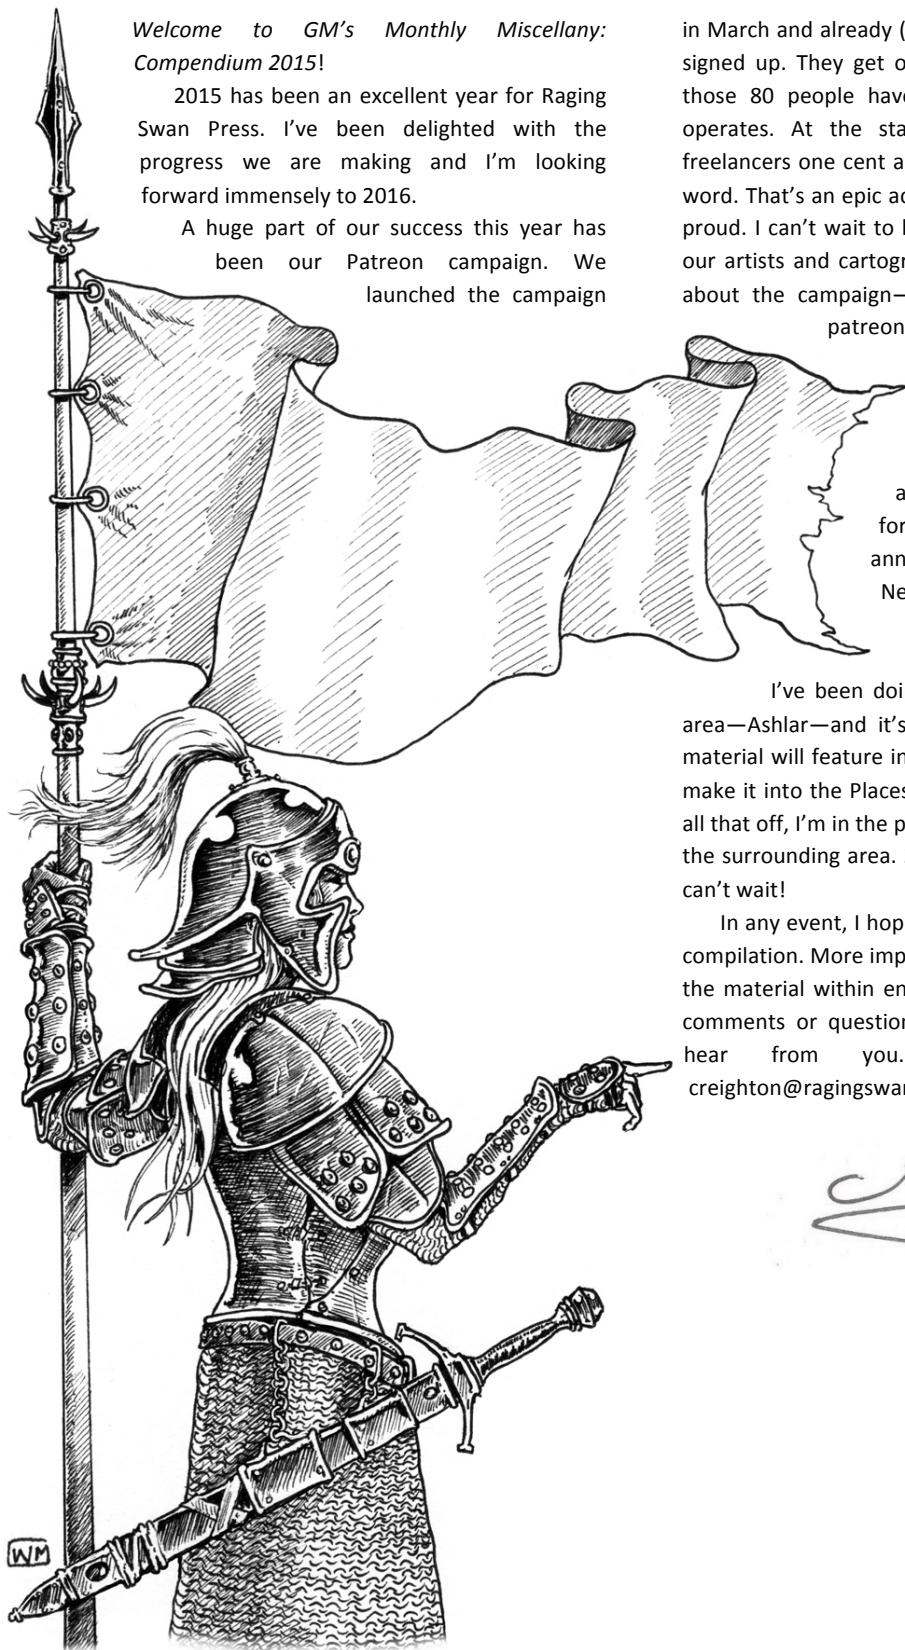 Welcome to GM’s Monthly Miscellany:
Compendium 2015!
2015 has been an excellent year for Raging
Swan Press. I’ve been delighted with the
progress we are making and I’m looking
forward immensely to 2016.
A huge part of our success this year has
been our Patreon campaign. We
launched the campaign
in March and already (
signed up. They get o
those 80 people have
operates. At the sta
freelancers one cent a
word. That’s an epic ac
proud. I can’t wait to
our artists and cartogr
about the campaign—
patreon
a
for
ann
Ne
I’ve been doi
area—Ashlar—and it’s
material will feature in
make it into the Places
all that off, I’m in the p
the surrounding area.
can’t wait!
In any event, I hop
compilation. More imp
the material within en
comments or question
hear from you.
creighton@ragingswan
WM